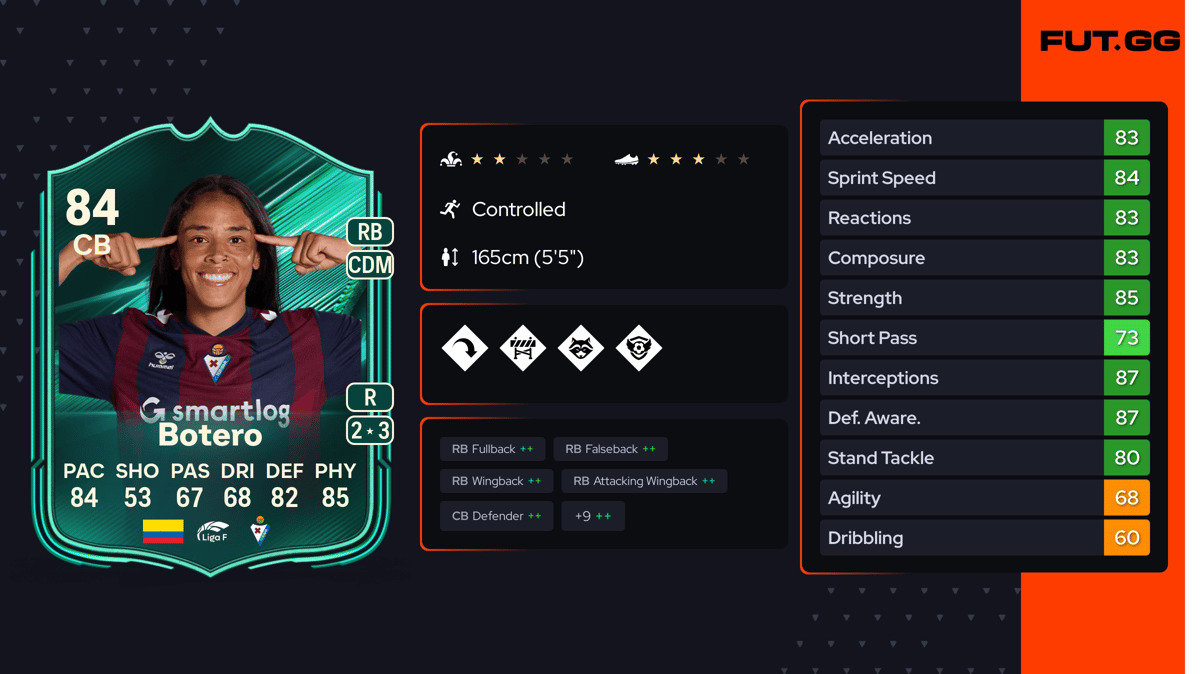 FUT.GG
84
CB
RB
CDM
hummel
smartlog
R
2★3
Botero
PAC SHO PAS DRI DEF PHY
84 53 67 68 82 85
Liga F
Controlled
165cm (5'5")
RB Fullback ++
RB Falseback ++
RB Wingback ++
RB Attacking Wingback ++
CB Defender ++
+9 ++
Acceleration 83
Sprint Speed 84
Reactions 83
Composure 83
Strength 85
Short Pass 73
Interceptions 87
Def. Aware. 87
Stand Tackle 80
Agility 68
Dribbling 60